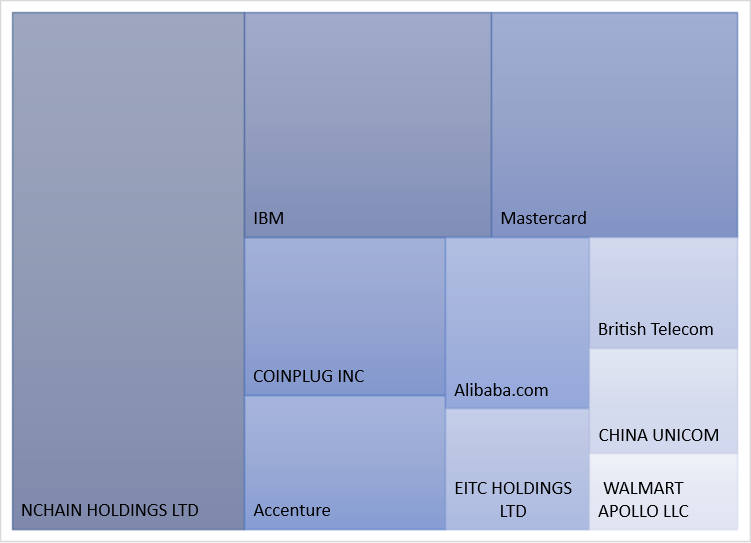 IBM
Mastercard
British Telecom
COINPLUG INC
Alibaba.com
CHINA UNICOM
NCHAIN HOLDINGS LTD
Accenture
EITC HOLDINGS
LTD
WALMART
APOLLO LLC